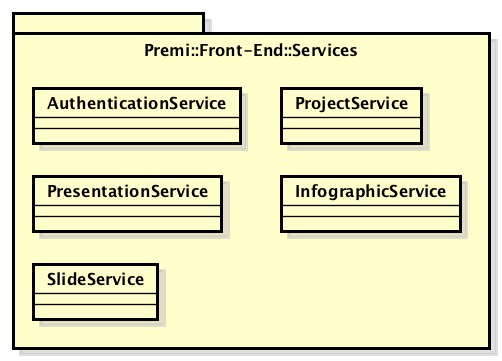 Premi::Front-End::Services
AuthenticationService
ProjectService
PresentationService
InfographicService
SlideService